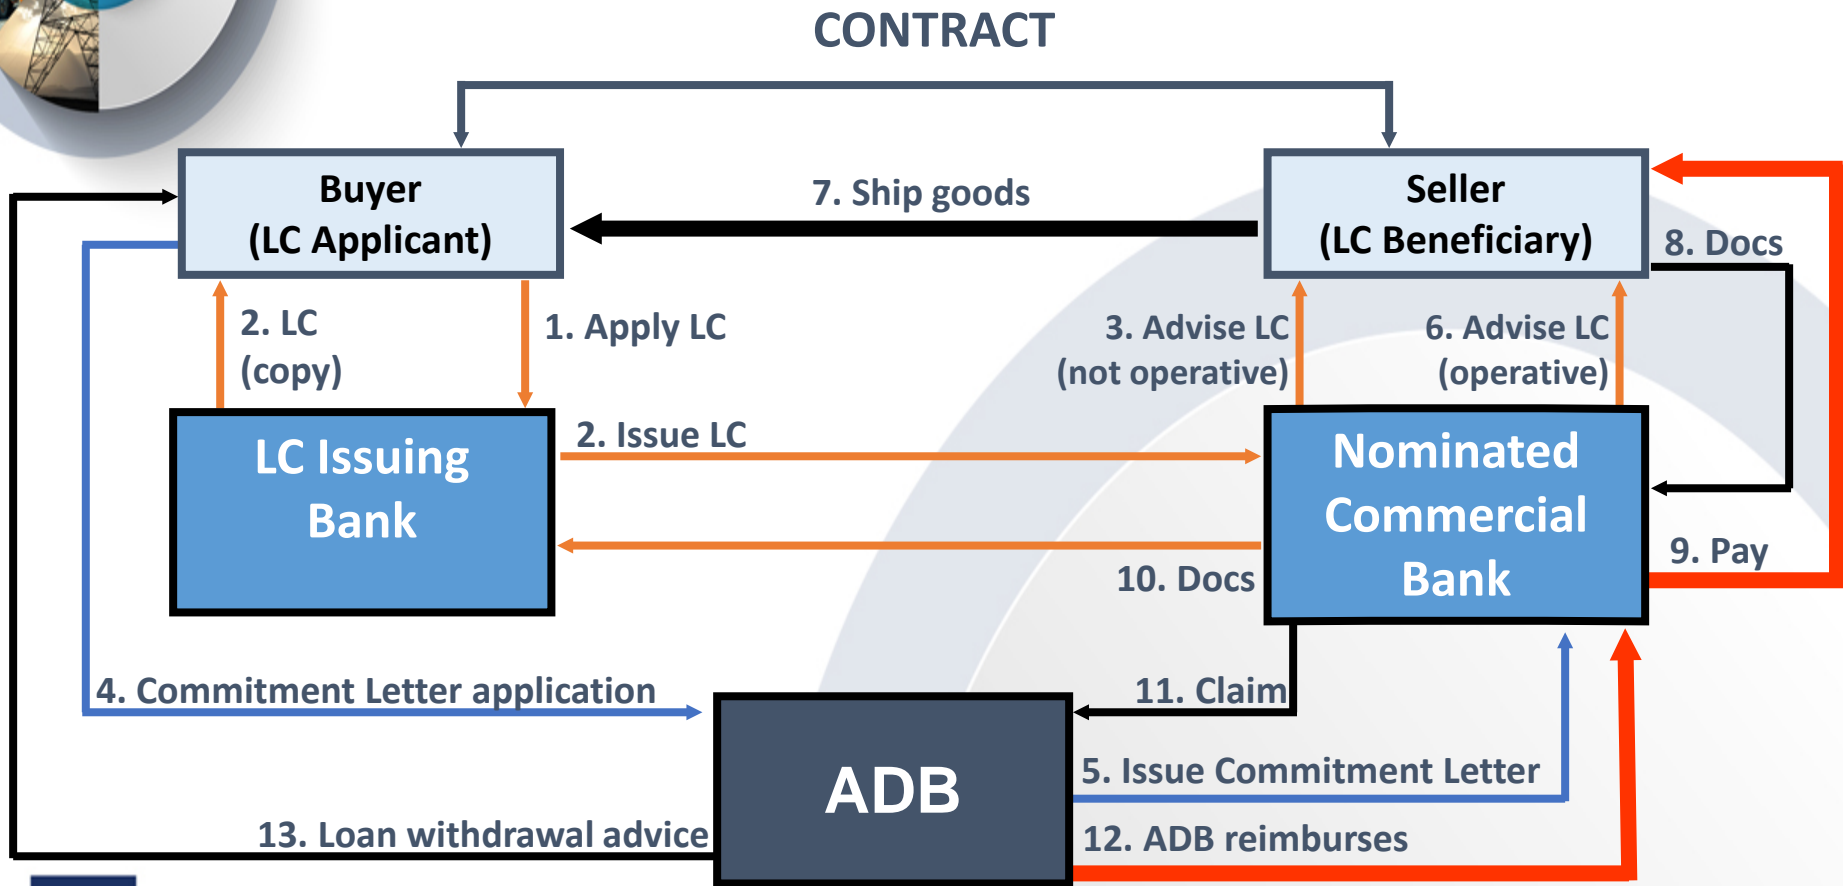 CONTRACT
Buyer
(LC Applicant)
7. Ship goods
Seller
(LC Beneficiary)
8. Docs
2. LC
(copy)
1. Apply LC
3. Advise LC
(not operative)
6. Advise LC
(operative)
LC Issuing
Bank
2. Issue LC
Nominated
Commercial
Bank
10. Docs
9. Pay
4. Commitment Letter application
11. Claim
ADB
5. Issue Commitment Letter
13. Loan withdrawal advice
12. ADB reimburses